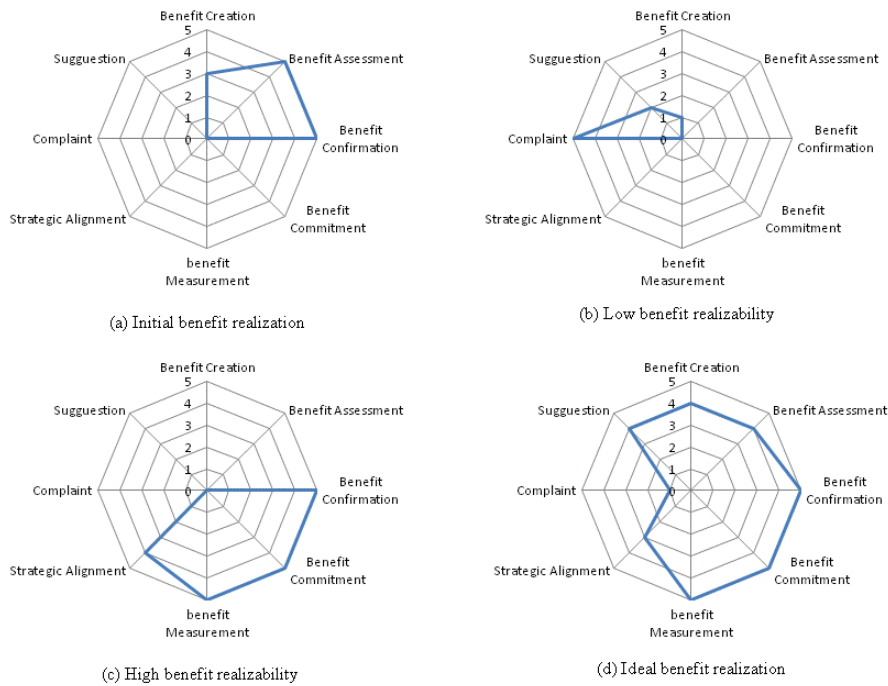 Benefit Creation
5
4
3
2
1
0
Sugguestion
Benefit Assessment
Complaint
Benefit
Confirmation
Strategic Alignment
Benefit
Commitment
benefit
Measurement
(a) Initial benefit realization
Benefit Creation
5
4
3
2
1
0
Sugguestion
Benefit Assessment
Complaint
Benefit
Confirmation
Strategic Alignment
Benefit
Commitment
benefit
Measurement
(b) Low benefit realizability
Benefit Creation
5
4
3
2
1
0
Sugguestion
Benefit Assessment
Complaint
Benefit
Confirmation
Strategic Alignment
Benefit
Commitment
benefit
Measurement
(c) High benefit realizability
Benefit Creation
5
4
3
2
1
0
Sugguestion
Benefit Assessment
Complaint
Benefit
Confirmation
Strategic Alignment
Benefit
Commitment
benefit
Measurement
(d) Ideal benefit realization